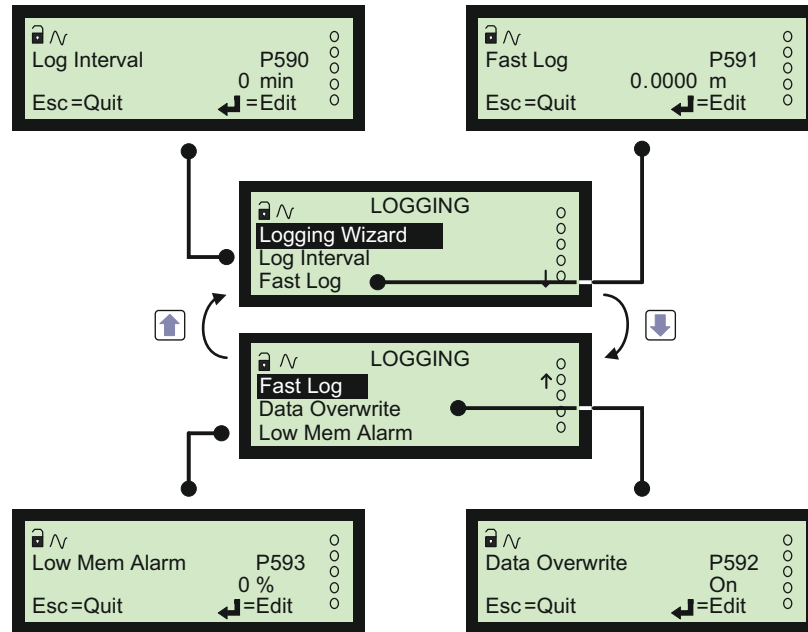 Log Interval P590
0 min
Esc=Quit =Edit
Fast Log P591
0.0000 m
Esc=Quit =Edit
LOGGING
Logging Wizard
Log Interval
Fast Log
LOGGING
Fast Log
Data Overwrite
Low Mem Alarm
Low Mem Alarm P593
0 %
Esc=Quit =Edit
Data Overwrite P592
On
Esc=Quit =Edit